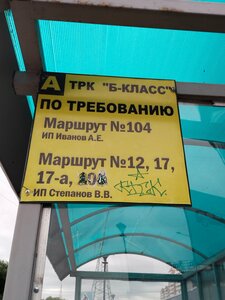 А ТРК "Б-КЛАСС"
ПО ТРЕБОВАНИЮ
Маршрут №104
ИП Иванов А.Е.
Маршрут №12, 17,
17-а,
ИП Степанов В.В.